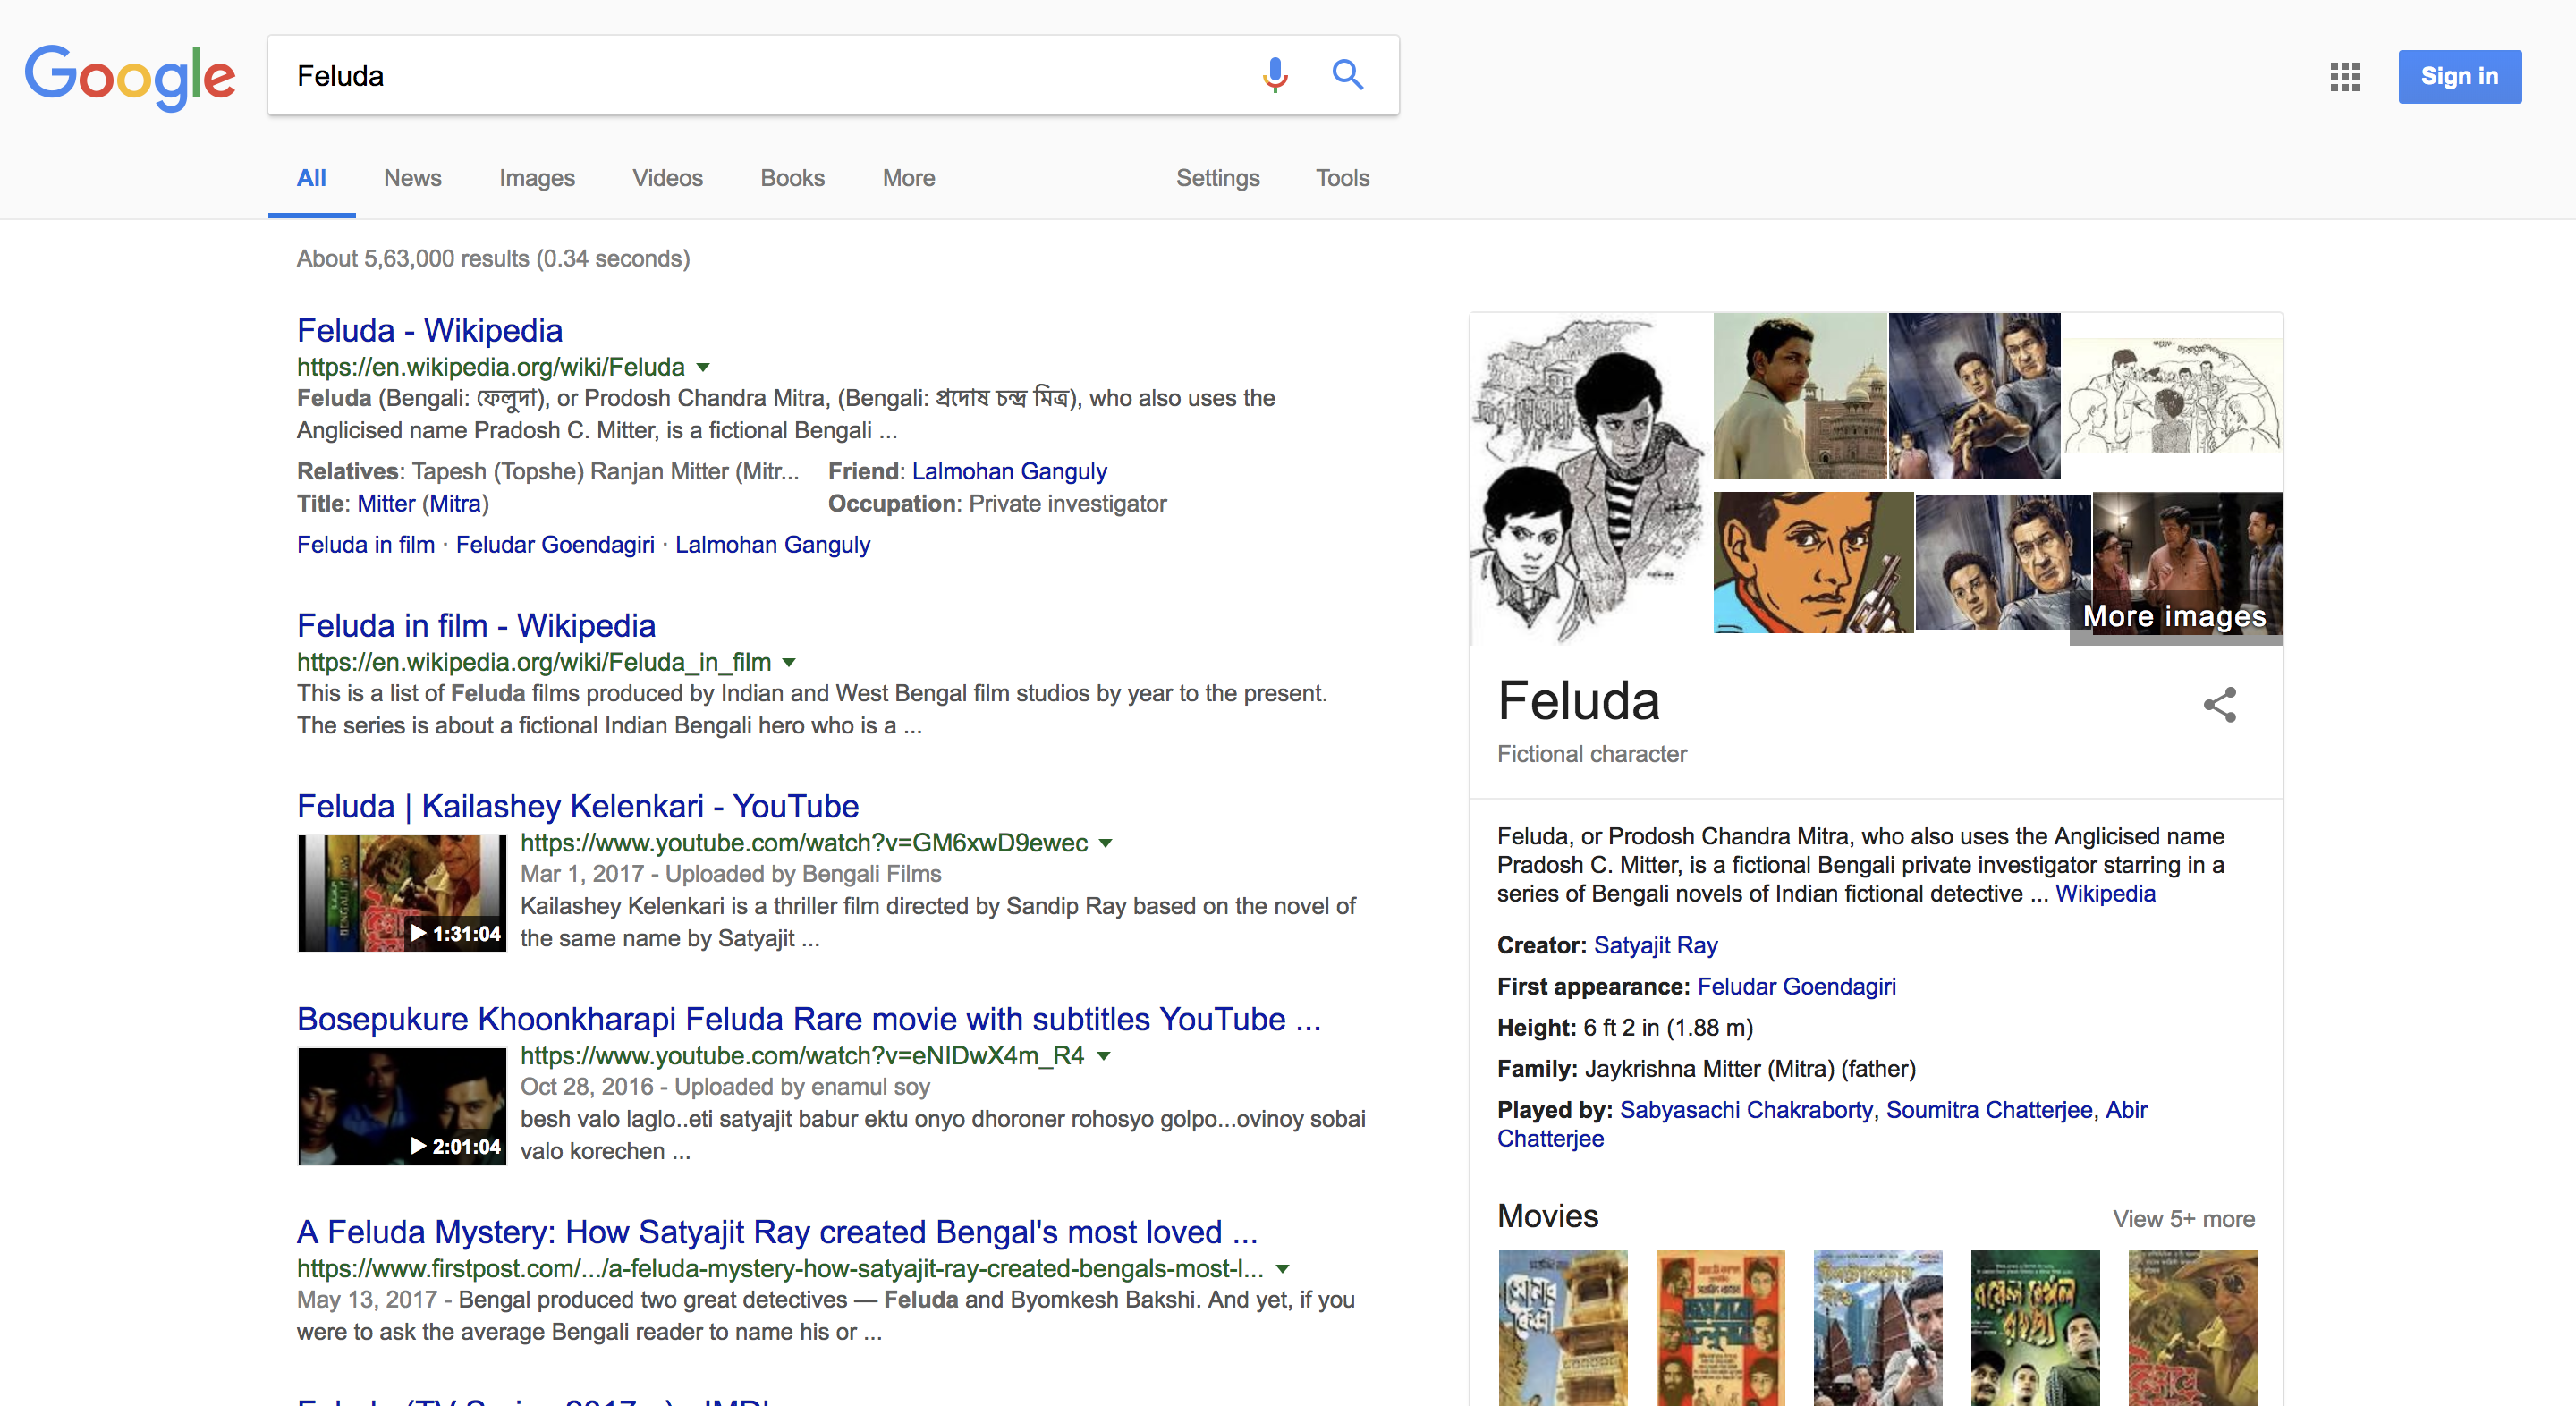 Google
Feluda
Sign in
All News Images Videos Books More Settings Tools
About 5,63,000 results (0.34 seconds)
Feluda - Wikipedia
https://en.wikipedia.org/wiki/Feluda
Feluda (Bengali: ফেলুদা), or Prodosh Chandra Mitra, (Bengali: প্রদোষ চন্দ্র মিত্র), who also uses the
Anglicised name Pradosh C. Mitter, is a fictional Bengali ...
Relatives: Tapesh (Topshe) Ranjan Mitter (Mitr... Friend: Lalmohan Ganguly
Title: Mitter (Mitra) Occupation: Private investigator
Feluda in film · Feludar Goendagiri · Lalmohan Ganguly
Feluda in film - Wikipedia
https://en.wikipedia.org/wiki/Feluda_in_film
This is a list of Feluda films produced by Indian and West Bengal film studios by year to the present.
The series is about a fictional Indian Bengali hero who is a ...
Feluda | Kailashey Kelenkari - YouTube
https://www.youtube.com/watch?v=GM6xwD9ewec
Mar 1, 2017 - Uploaded by Bengali Films
Kailashey Kelenkari is a thriller film directed by Sandip Ray based on the novel of
the same name by Satyajit ...
1:31:04
Bosepukure Khoonkharapi Feluda Rare movie with subtitles YouTube ...
https://www.youtube.com/watch?v=eNIDwX4m_R4
Oct 28, 2016 - Uploaded by enamul soy
besh valo laglo..eti satyajit babur ektu onyo dhoroner rohosyo golpo...ovinoy sobai
valo korechen ...
2:01:04
A Feluda Mystery: How Satyajit Ray created Bengal's most loved ...
https://www.firstpost.com/.../a-feluda-mystery-how-satyajit-ray-created-bengals-most-l...
May 13, 2017 - Bengal produced two great detectives — Feluda and Byomkesh Bakshi. And yet, if you
were to ask the average Bengali reader to name his or ...
More images
Feluda
Fictional character
Feluda, or Prodosh Chandra Mitra, who also uses the Anglicised name
Pradosh C. Mitter, is a fictional Bengali private investigator starring in a
series of Bengali novels of Indian fictional detective ... Wikipedia
Creator: Satyajit Ray
First appearance: Feludar Goendagiri
Height: 6 ft 2 in (1.88 m)
Family: Jaykrishna Mitter (Mitra) (father)
Played by: Sabyasachi Chakraborty, Soumitra Chatterjee, Abir
Chatterjee
Movies View 5+ more
রয়েল বেঙ্গল
রহস্য